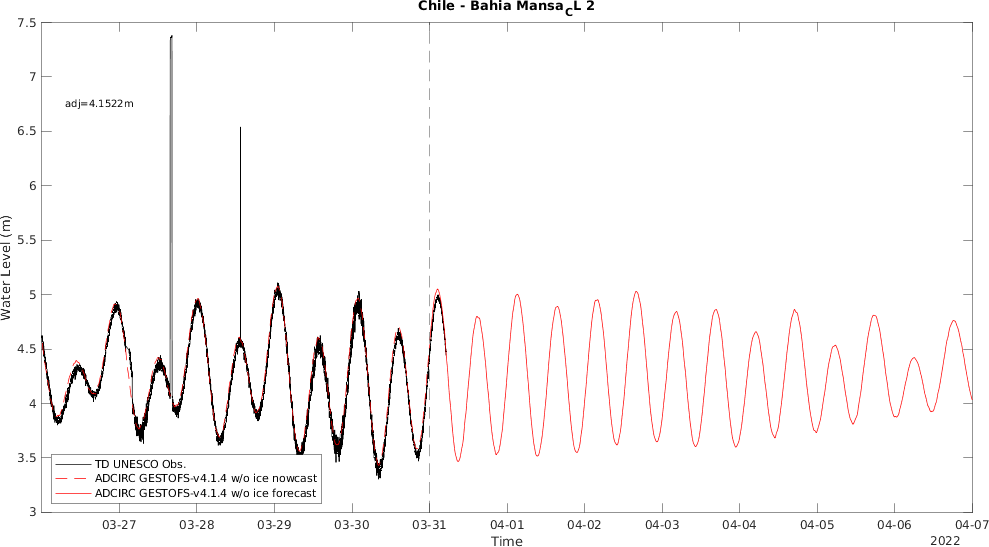 Chile - Bahia Mansa_CL 2
7.5
7
6.5
6
5.5
5
4.5
4
3.5
3
Water Level (m)
adj=4.1522m
TD UNESCO Obs.
ADCIRC GESTOFS-v4.1.4 w/o ice nowcast
ADCIRC GESTOFS-v4.1.4 w/o ice forecast
03-27 03-28 03-29 03-30 03-31 04-01 04-02 04-03 04-04 04-05 04-06 04-07
Time
2022